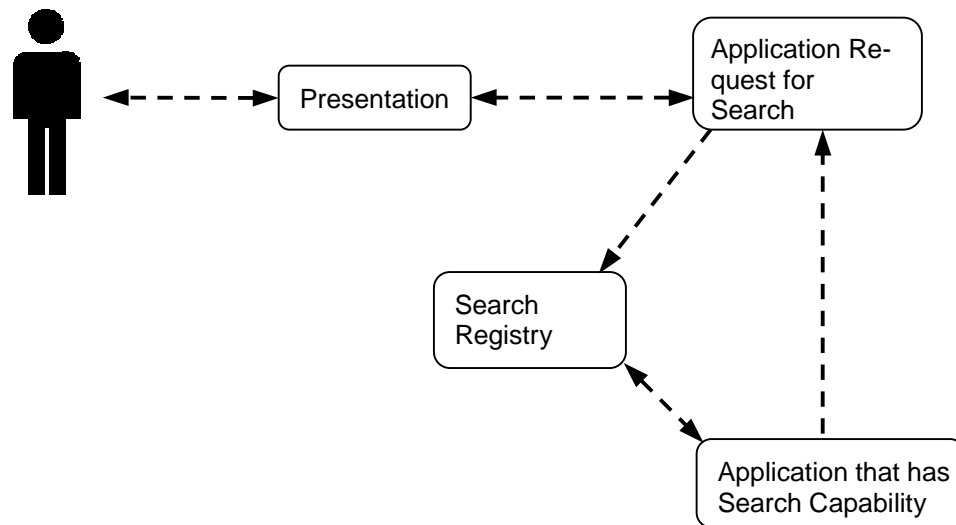 Presentation
Application Re-
quest for
Search
Search
Registry
Application that has
Search Capability